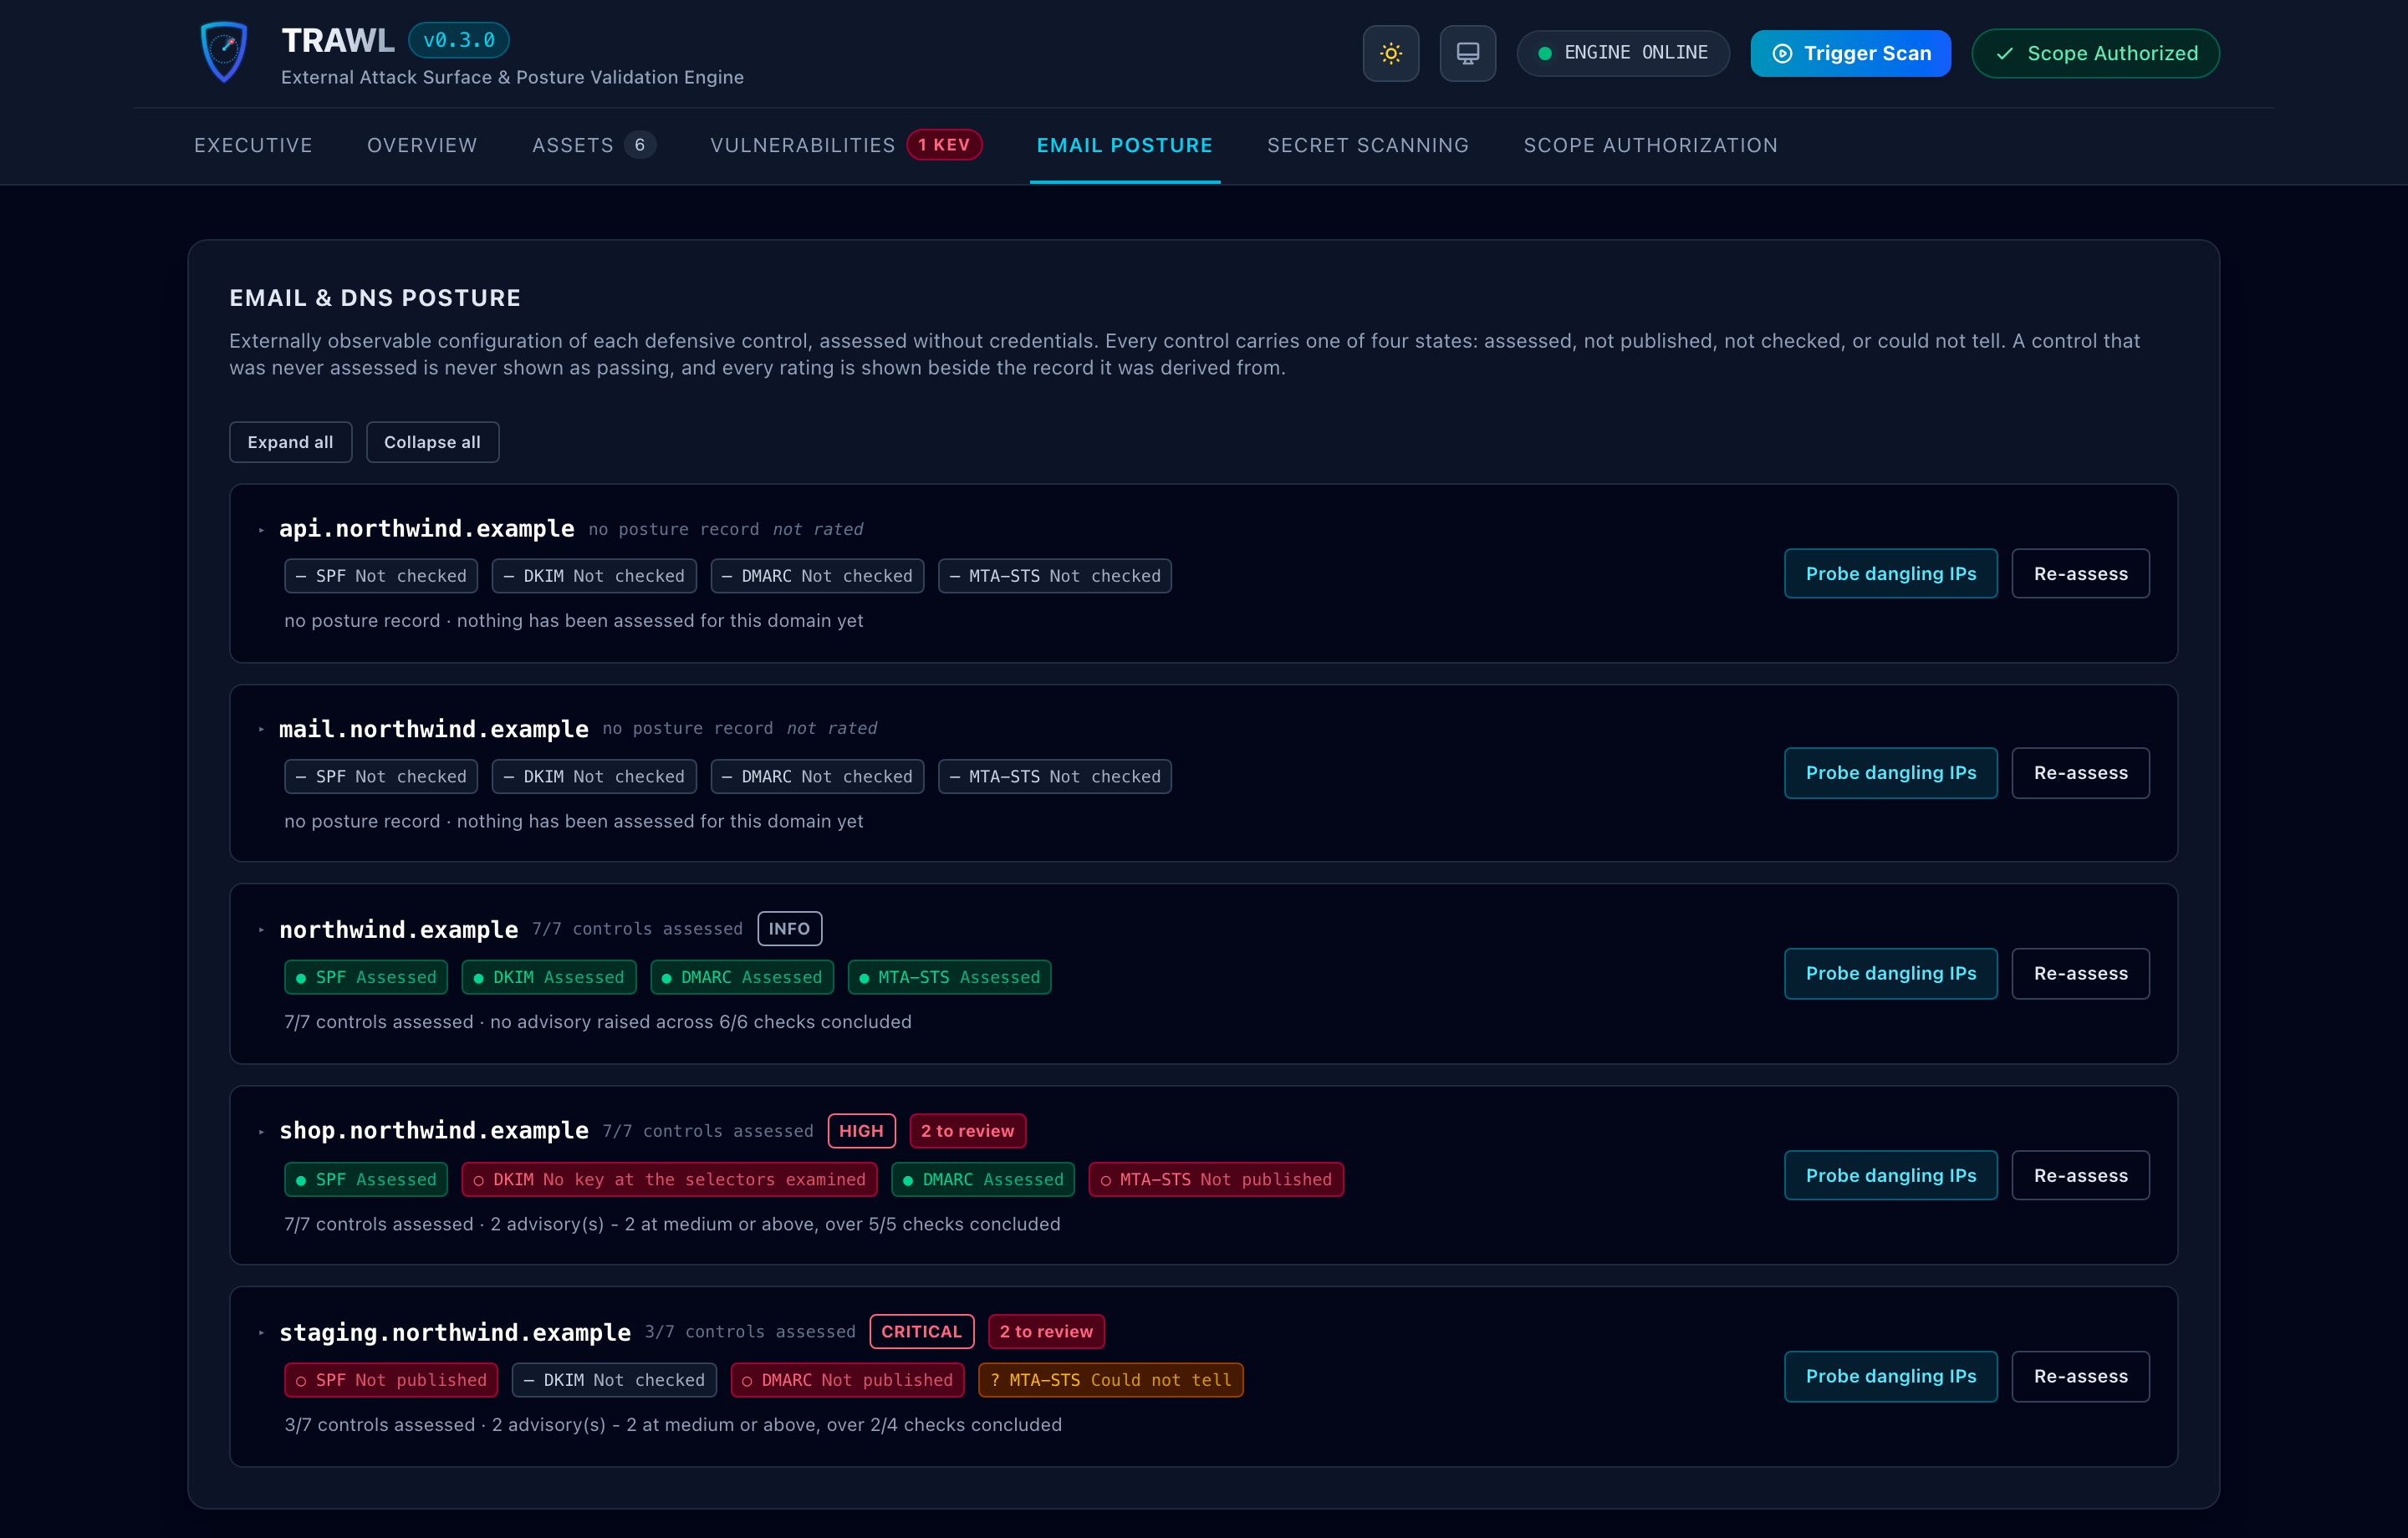 TRAWL v0.3.0
External Attack Surface & Posture Validation Engine
ENGINE ONLINE
Trigger Scan
Scope Authorized
EXECUTIVE
OVERVIEW
ASSETS 6
VULNERABILITIES 1 KEV
EMAIL POSTURE
SECRET SCANNING
SCOPE AUTHORIZATION
EMAIL & DNS POSTURE
Externally observable configuration of each defensive control, assessed without credentials. Every control carries one of four states: assessed, not published, not checked, or could not tell. A control that
was never assessed is never shown as passing, and every rating is shown beside the record it was derived from.
Expand all
Collapse all
▸ api.northwind.example no posture record not rated
– SPF Not checked – DKIM Not checked – DMARC Not checked – MTA-STS Not checked
no posture record · nothing has been assessed for this domain yet
Probe dangling IPs
Re-assess
▸ mail.northwind.example no posture record not rated
– SPF Not checked – DKIM Not checked – DMARC Not checked – MTA-STS Not checked
no posture record · nothing has been assessed for this domain yet
Probe dangling IPs
Re-assess
▸ northwind.example 7/7 controls assessed INFO
● SPF Assessed ● DKIM Assessed ● DMARC Assessed ● MTA-STS Assessed
7/7 controls assessed · no advisory raised across 6/6 checks concluded
Probe dangling IPs
Re-assess
▸ shop.northwind.example 7/7 controls assessed HIGH 2 to review
● SPF Assessed ○ DKIM No key at the selectors examined ● DMARC Assessed ○ MTA-STS Not published
7/7 controls assessed · 2 advisory(s) - 2 at medium or above, over 5/5 checks concluded
Probe dangling IPs
Re-assess
▸ staging.northwind.example 3/7 controls assessed CRITICAL 2 to review
○ SPF Not published – DKIM Not checked ○ DMARC Not published ? MTA-STS Could not tell
3/7 controls assessed · 2 advisory(s) - 2 at medium or above, over 2/4 checks concluded
Probe dangling IPs
Re-assess